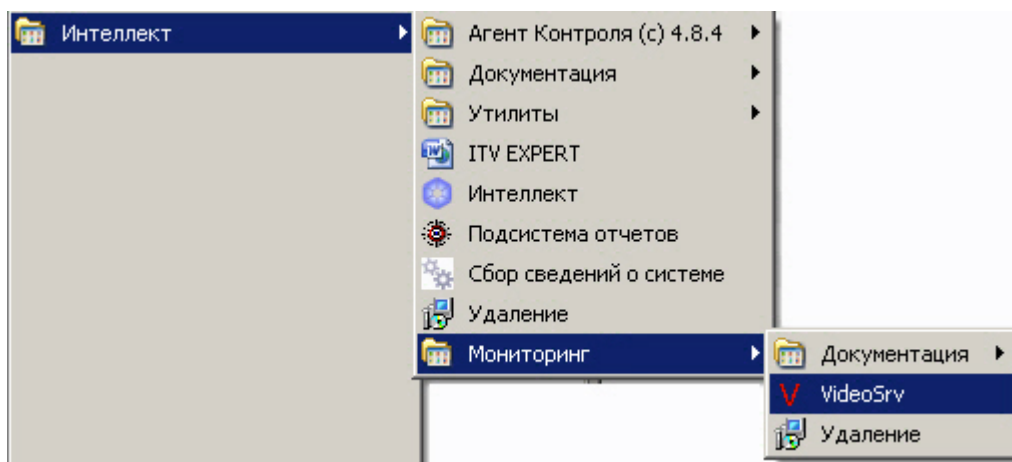 Интеллект
Агент Контроля (c) 4.8.4
Документация
Утилиты
ITV EXPERT
Интеллект
Подсистема отчетов
Сбор сведений о системе
Удаление
Мониторинг
Документация
VideoSrv
Удаление